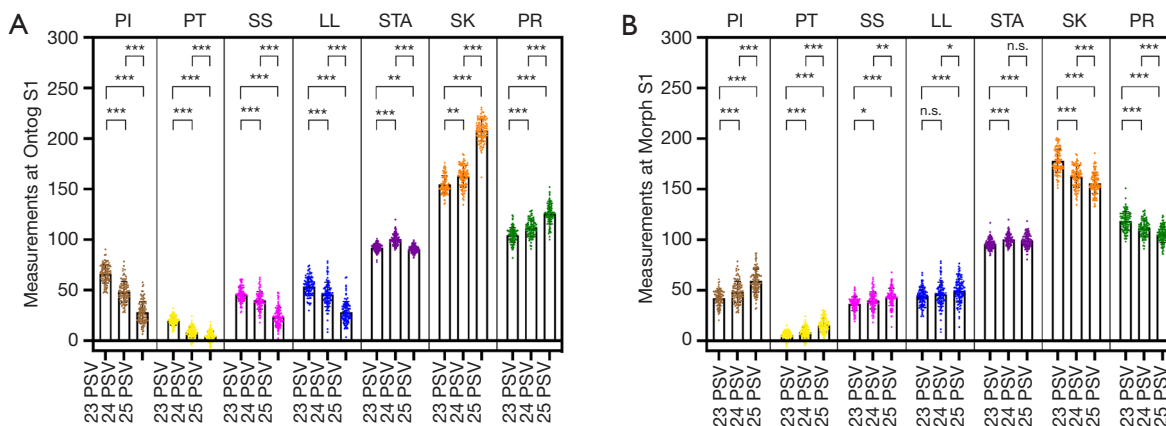 A
PI PT SS LL STA SK PR
Measurements at Ontog S1
300
250
200
150
100
50
0
*** *** *** *** *** *** ***
*** *** *** *** ** *** ***
*** *** *** *** *** ** ***
23 PSV
24 PSV
25 PSV
23 PSV
24 PSV
25 PSV
23 PSV
24 PSV
25 PSV
23 PSV
24 PSV
25 PSV
23 PSV
24 PSV
25 PSV
23 PSV
24 PSV
25 PSV
23 PSV
24 PSV
25 PSV
B
PI PT SS LL STA SK PR
Measurements at Morph S1
300
250
200
150
100
50
0
*** *** ** * n.s. *** ***
*** *** *** *** *** *** ***
*** *** * n.s. *** *** ***
23 PSV
24 PSV
25 PSV
23 PSV
24 PSV
25 PSV
23 PSV
24 PSV
25 PSV
23 PSV
24 PSV
25 PSV
23 PSV
24 PSV
25 PSV
23 PSV
24 PSV
25 PSV
23 PSV
24 PSV
25 PSV